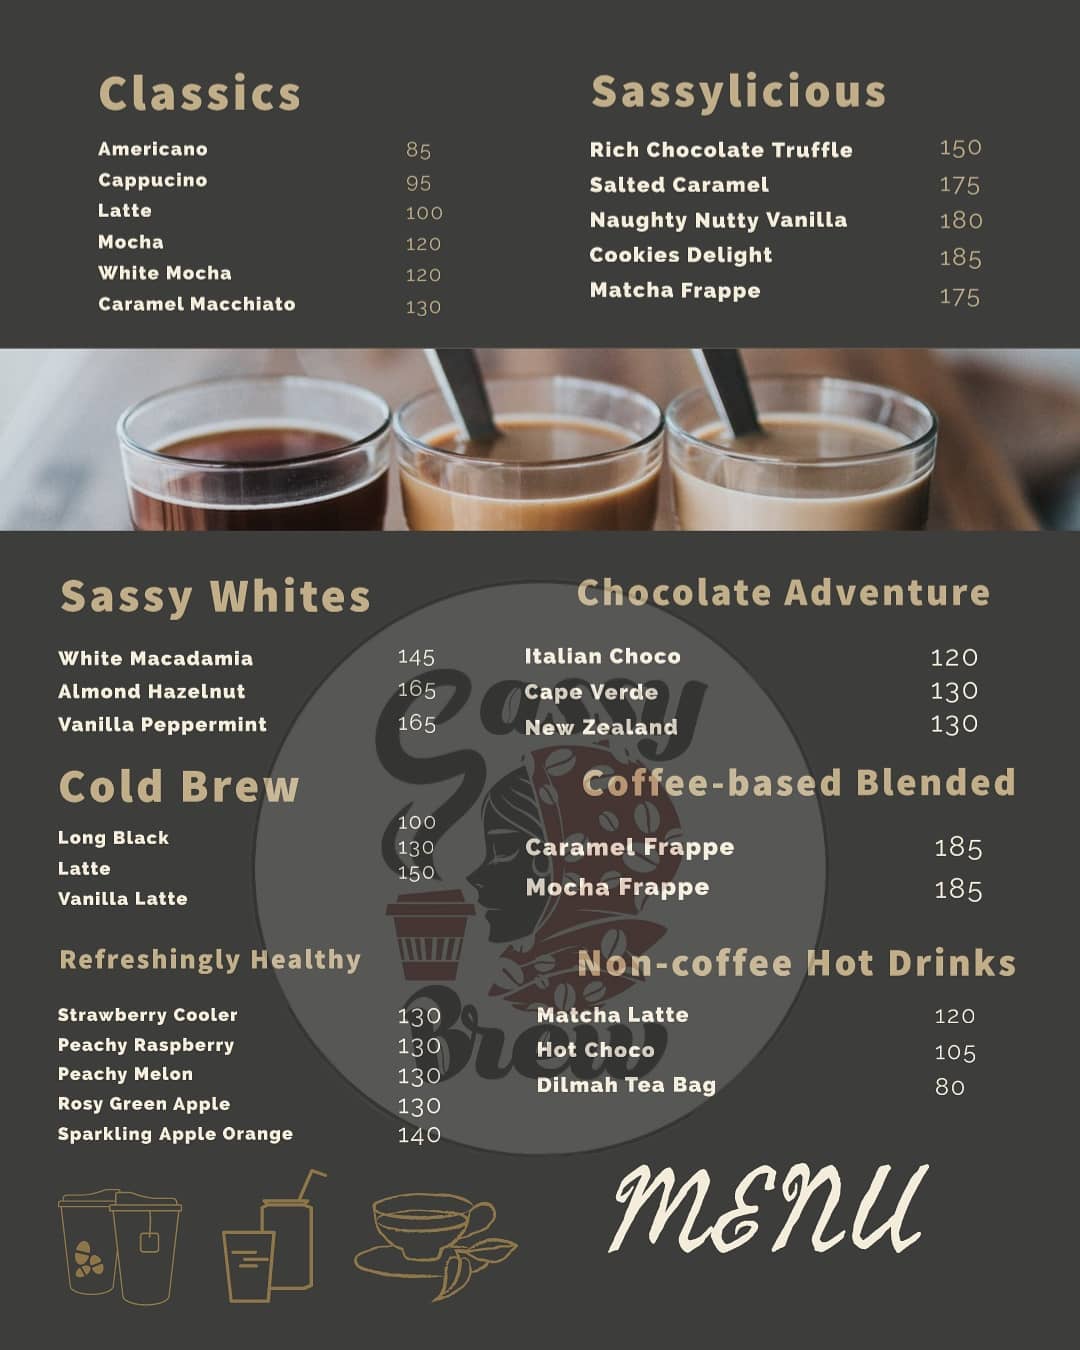 Classics
Americano 85
Cappucino 95
Latte 100
Mocha 120
White Mocha 120
Caramel Macchiato 130
Sassylicious
Rich Chocolate Truffle 150
Salted Caramel 175
Naughty Nutty Vanilla 180
Cookies Delight 185
Matcha Frappe 175
Sassy Whites
White Macadamia 145
Almond Hazelnut 165
Vanilla Peppermint 165
Chocolate Adventure
Italian Choco 120
Cape Verde 130
New Zealand 130
Cold Brew
Long Black 100
Latte 130
Vanilla Latte 150
Coffee-based Blended
Caramel Frappe 185
Mocha Frappe 185
Refreshingly Healthy
Strawberry Cooler 130
Peachy Raspberry 130
Peachy Melon 130
Rosy Green Apple 130
Sparkling Apple Orange 140
Non-coffee Hot Drinks
Matcha Latte 120
Hot Choco 105
Dilmah Tea Bag 80
Sassy
Brew
MENU